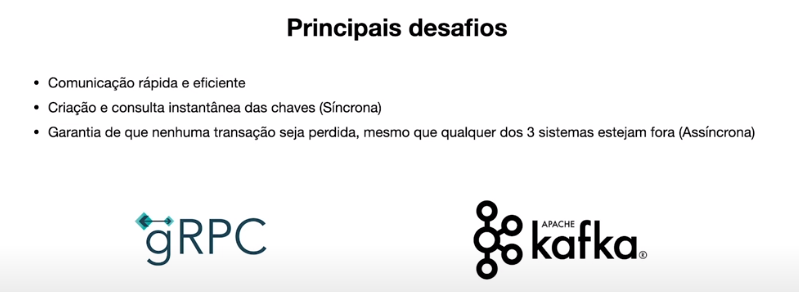 Principais desafios
• Comunicação rápida e eficiente
• Criação e consulta instantânea das chaves (Síncrona)
• Garantia de que nenhuma transação seja perdida, mesmo que qualquer dos 3 sistemas estejam fora (Assíncrona)
gRPC
APACHE
kafka®